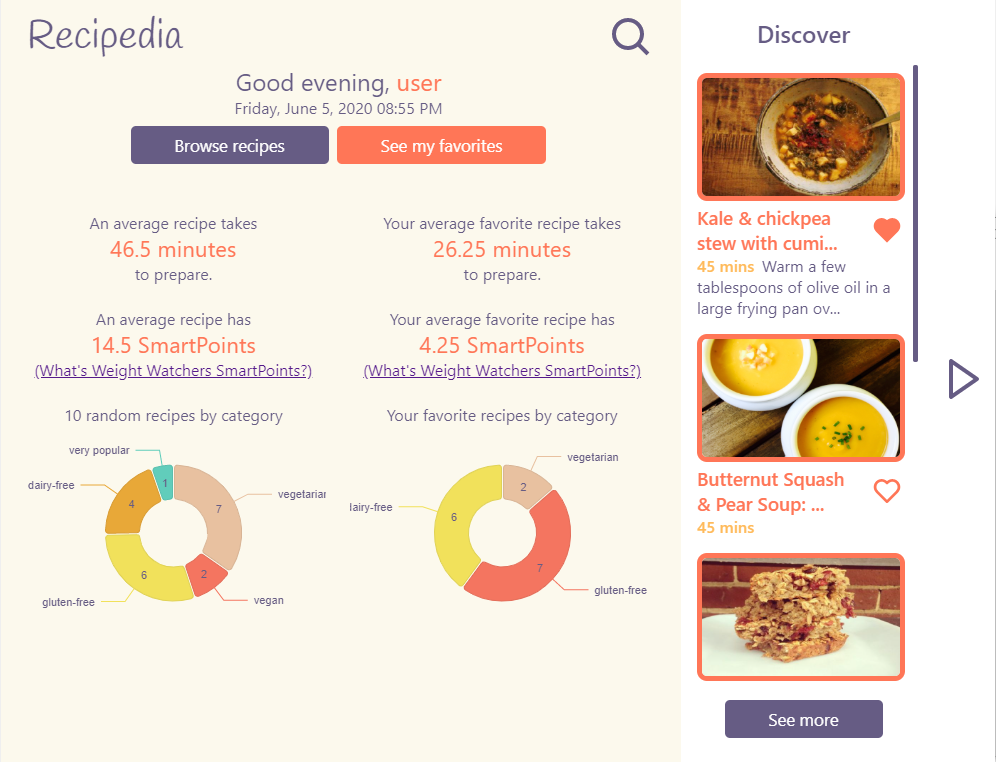 Recipedia
Good evening, user
Friday, June 5, 2020 08:55 PM
Browse recipes
See my favorites
An average recipe takes
46.5 minutes
to prepare.
Your average favorite recipe takes
26.25 minutes
to prepare.
An average recipe has
14.5 SmartPoints
(What's Weight Watchers SmartPoints?)
Your average favorite recipe has
4.25 SmartPoints
(What's Weight Watchers SmartPoints?)
10 random recipes by category
very popular
dairy-free
vegetarian
gluten-free
vegan
1
4
7
6
2
Your favorite recipes by category
vegetarian
lairy-free
gluten-free
2
6
7
Discover
Kale & chickpea
stew with cumi...
45 mins Warm a few
tablespoons of olive oil in a
large frying pan ov...
Butternut Squash
& Pear Soup: ...
45 mins
See more